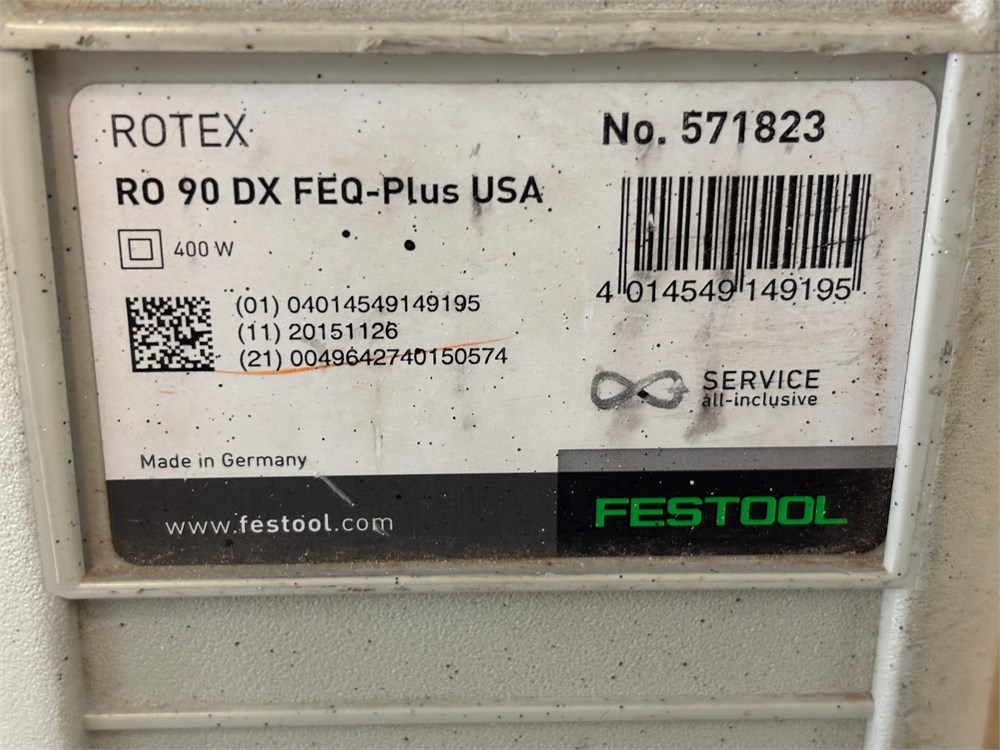 ROTEX
RO 90 DX FEQ-Plus USA
400 W
(01) 04014549149195
(11) 20151126
(21) 0049642740150574
Made in Germany
www.festool.com
No. 571823
4 014549 149195
SERVICE
all-inclusive
FESTOOL